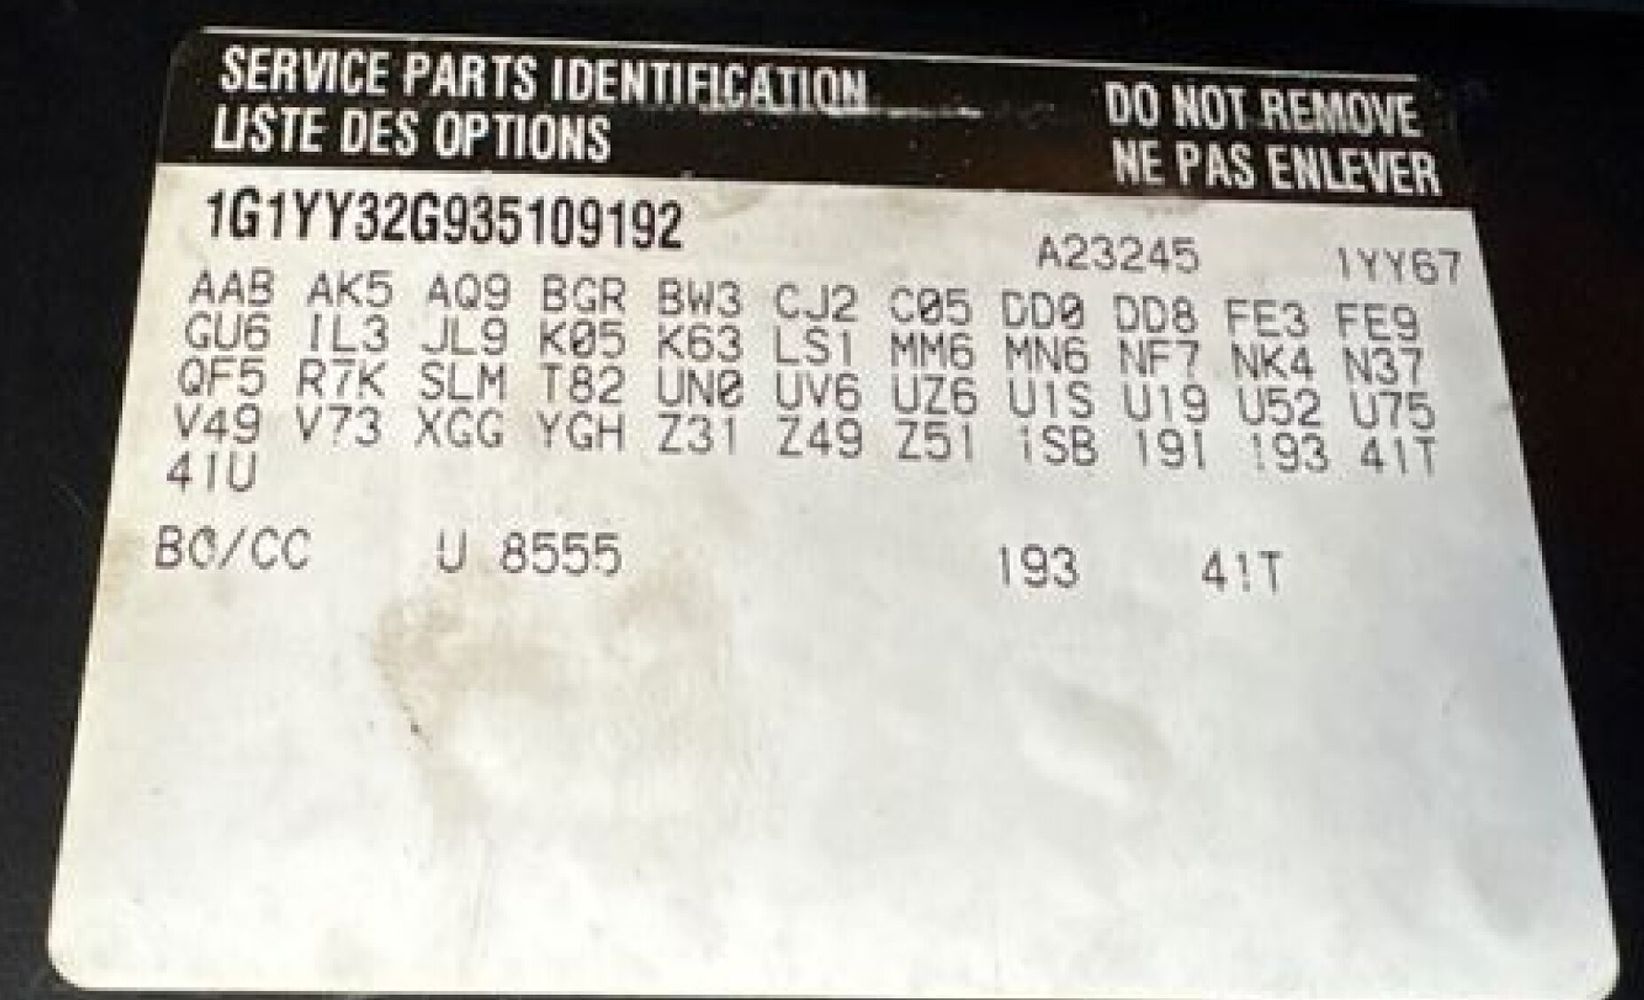 SERVICE PARTS IDENTIFICATION DO NOT REMOVE
LISTE DES OPTIONS NE PAS ENLEVER
1G1YY32G935109192 A23245 1YY67
AAB AK5 AQ9 BGR BW3 CJ2 C05 DD0 DD8 FE3 FE9
GU6 IL3 JL9 K05 K63 LS1 MM6 MN6 NF7 NK4 N37
QF5 R7K SLM T82 UN0 UV6 UZ6 U1S U19 U52 U75
V49 V73 XGG YGH Z31 Z49 Z51 1SB 19I 193 41T
41U
BC/CC U 8555 193 41T